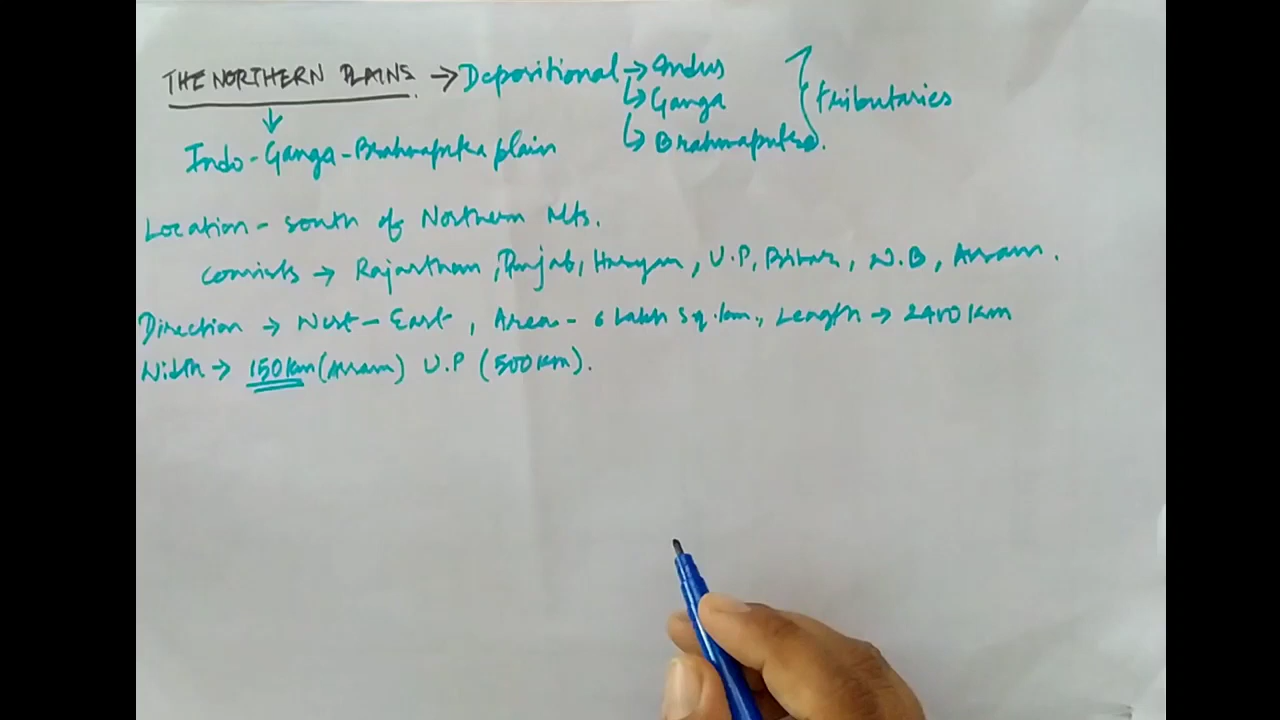 THE NORTHERN PLAINS. → Depositional → Indus
↳ Ganga
↳ Brahmaputra.
} tributaries
↓
Indo-Ganga-Brahmaputra plain
Location - South of Northern Mts.
consists → Rajasthan, Punjab, Haryana, U.P, Bihar, W.B, Assam.
Direction → West - East, Area - 6 Lakh Sq.km., Length → 2400 km
Width → 150km (Assam) U.P (500km).